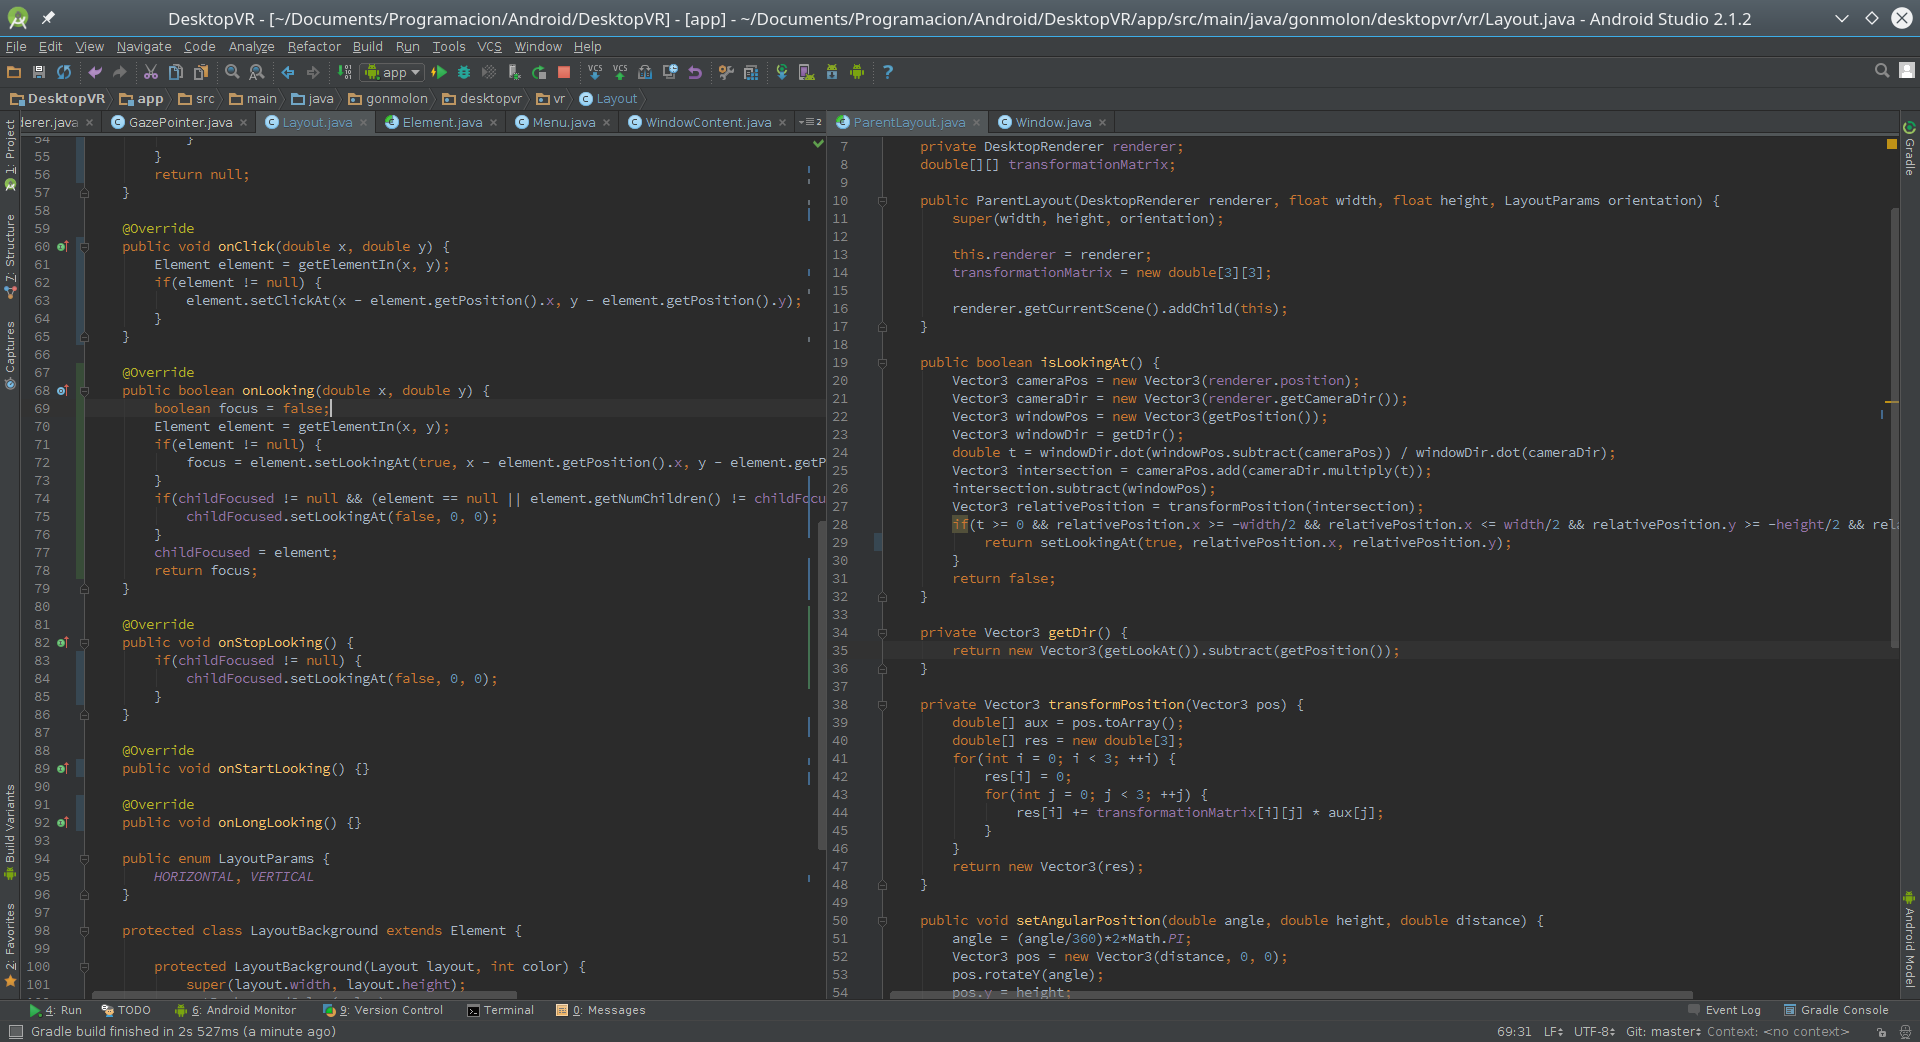 DesktopVR - [~/Documents/Programacion/Android/DesktopVR] - [app] - ~/Documents/Programacion/Android/DesktopVR/app/src/main/java/gonmolon/desktopvr/vr/Layout.java - Android Studio 2.1.2
File Edit View Navigate Code Analyze Refactor Build Run Tools VCS Window Help
app
DesktopVR app src main java gonmolon desktopvr vr Layout
derer.java GazePointer.java Layout.java Element.java Menu.java WindowContent.java 2
ParentLayout.java Window.java
1: Project
7: Structure
Captures
Build Variants
2: Favorites
54 }
55 }
56 return null;
57 }
58
59 @Override
60 public void onClick(double x, double y) {
61 Element element = getElementIn(x, y);
62 if(element != null) {
63 element.setClickAt(x - element.getPosition().x, y - element.getPosition().y);
64 }
65 }
66
67 @Override
68 public boolean onLooking(double x, double y) {
69 boolean focus = false;
70 Element element = getElementIn(x, y);
71 if(element != null) {
72 focus = element.setLookingAt(true, x - element.getPosition().x, y - element.getP
73 }
74 if(childFocused != null && (element == null || element.getNumChildren() != childFocu
75 childFocused.setLookingAt(false, 0, 0);
76 }
77 childFocused = element;
78 return focus;
79 }
80
81 @Override
82 public void onStopLooking() {
83 if(childFocused != null) {
84 childFocused.setLookingAt(false, 0, 0);
85 }
86 }
87
88 @Override
89 public void onStartLooking() {}
90
91 @Override
92 public void onLongLooking() {}
93
94 public enum LayoutParams {
95 HORIZONTAL, VERTICAL
96 }
97
98 protected class LayoutBackground extends Element {
99
100 protected LayoutBackground(Layout layout, int color) {
101 super(layout.width, layout.height);
7 private DesktopRenderer renderer;
8 double[][] transformationMatrix;
9
10 public ParentLayout(DesktopRenderer renderer, float width, float height, LayoutParams orientation) {
11 super(width, height, orientation);
12
13 this.renderer = renderer;
14 transformationMatrix = new double[3][3];
15
16 renderer.getCurrentScene().addChild(this);
17 }
18
19 public boolean isLookingAt() {
20 Vector3 cameraPos = new Vector3(renderer.position);
21 Vector3 cameraDir = new Vector3(renderer.getCameraDir());
22 Vector3 windowPos = new Vector3(getPosition());
23 Vector3 windowDir = getDir();
24 double t = windowDir.dot(windowPos.subtract(cameraPos)) / windowDir.dot(cameraDir);
25 Vector3 intersection = cameraPos.add(cameraDir.multiply(t));
26 intersection.subtract(windowPos);
27 Vector3 relativePosition = transformPosition(intersection);
28 if(t >= 0 && relativePosition.x >= -width/2 && relativePosition.x <= width/2 && relativePosition.y >= -height/2 && rel
29 return setLookingAt(true, relativePosition.x, relativePosition.y);
30 }
31 return false;
32 }
33
34 private Vector3 getDir() {
35 return new Vector3(getLookAt()).subtract(getPosition());
36 }
37
38 private Vector3 transformPosition(Vector3 pos) {
39 double[] aux = pos.toArray();
40 double[] res = new double[3];
41 for(int i = 0; i < 3; ++i) {
42 res[i] = 0;
43 for(int j = 0; j < 3; ++j) {
44 res[i] += transformationMatrix[i][j] * aux[j];
45 }
46 }
47 return new Vector3(res);
48 }
49
50 public void setAngularPosition(double angle, double height, double distance) {
51 angle = (angle/360)*2*Math.PI;
52 Vector3 pos = new Vector3(distance, 0, 0);
53 pos.rotateY(angle);
54 pos.y = height;
Gradle
Android Model
4: Run TODO 6: Android Monitor 9: Version Control Terminal 0: Messages Event Log Gradle Console
Gradle build finished in 2s 527ms (a minute ago) 69:31 LF UTF-8 Git: master Context: <no context>